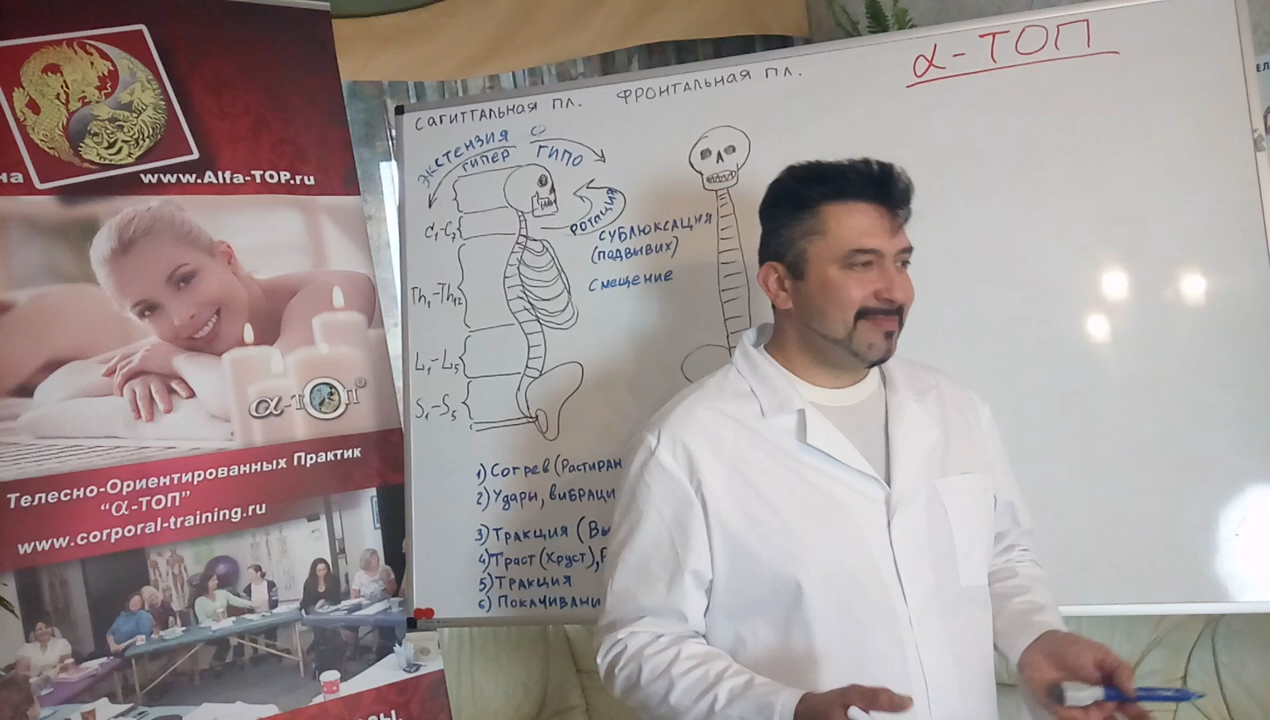 на
www.Alfa-TOP.ru
α-ТОП
Телесно-Ориентированных Практик
"α-ТОП"
www.corporal-training.ru
САГИТТАЛЬНАЯ ПЛ. ФРОНТАЛЬНАЯ ПЛ.
α-ТОП
ЭКСТЕНЗИЯ
ГИПЕР ГИПО
РОТАЦИЯ
C1-C7
СУБЛЮКСАЦИЯ
(ПОДВЫВИХ)
СМЕЩЕНИЕ
Th1-Th12
L1-L5
S1-S5
1) Согрев (Растиран
2) Удары, вибраци
3) Тракция (Вы
4) Траст (Хруст),
5) Тракция
6) Покачивани